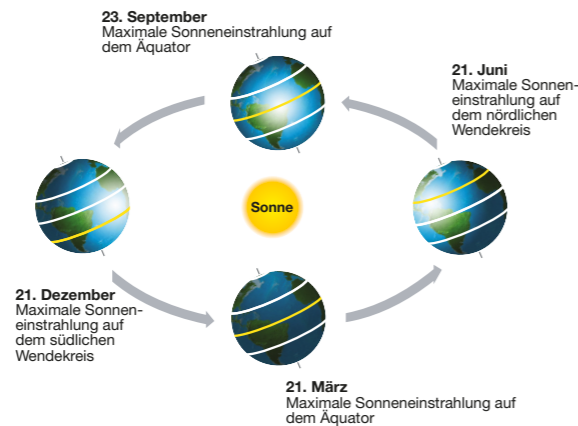 23. September
Maximale Sonneneinstrahlung auf
dem Äquator
21. Juni
Maximale Sonnen-
einstrahlung auf
dem nördlichen
Wendekreis
Sonne
21. Dezember
Maximale Sonnen-
einstrahlung auf
dem südlichen
Wendekreis
21. März
Maximale Sonneneinstrahlung auf
dem Äquator